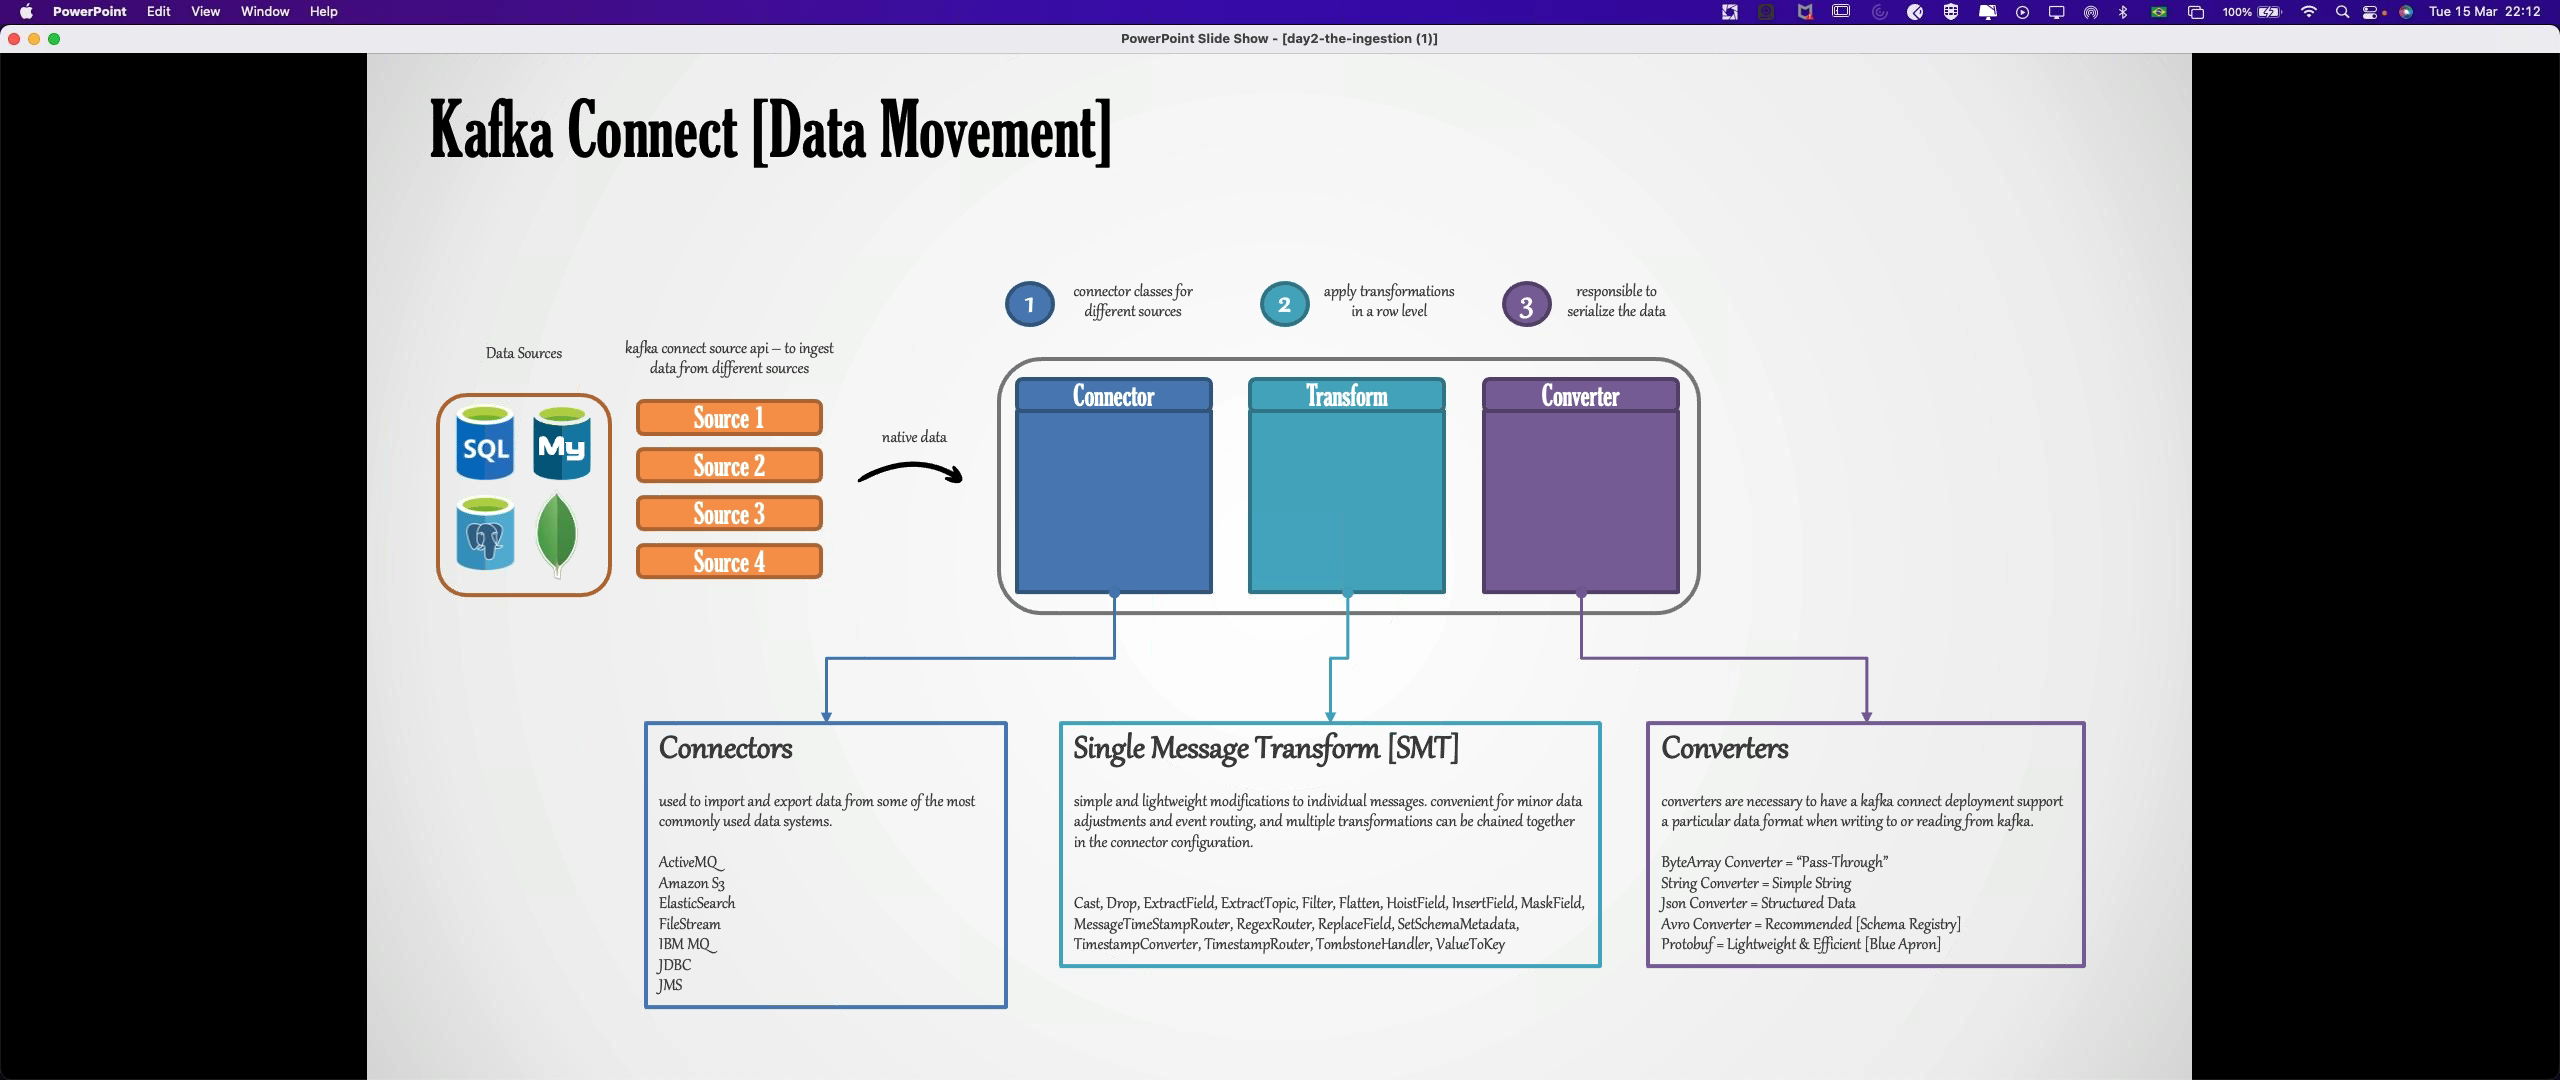 PowerPoint Edit View Window Help
100% Tue 15 Mar 22:12
PowerPoint Slide Show - [day2-the-ingestion (1)]
Kafka Connect [Data Movement]
1
connector classes for
different sources
2
apply transformations
in a row level
3
responsible to
serialize the data
Data Sources
kafka connect source api – to ingest
data from different sources
SQL
My
Source 1
Source 2
Source 3
Source 4
native data
Connector
Transform
Converter
Connectors
used to import and export data from some of the most
commonly used data systems.
ActiveMQ
Amazon S3
ElasticSearch
FileStream
IBM MQ
JDBC
JMS
Single Message Transform [SMT]
simple and lightweight modifications to individual messages. convenient for minor data
adjustments and event routing, and multiple transformations can be chained together
in the connector configuration.
Cast, Drop, ExtractField, ExtractTopic, Filter, Flatten, HoistField, InsertField, MaskField,
MessageTimeStampRouter, RegexRouter, ReplaceField, SetSchemaMetadata,
TimestampConverter, TimestampRouter, TombstoneHandler, ValueToKey
Converters
converters are necessary to have a kafka connect deployment support
a particular data format when writing to or reading from kafka.
ByteArray Converter = “Pass-Through”
String Converter = Simple String
Json Converter = Structured Data
Avro Converter = Recommended [Schema Registry]
Protobuf = Lightweight & Efficient [Blue Apron]